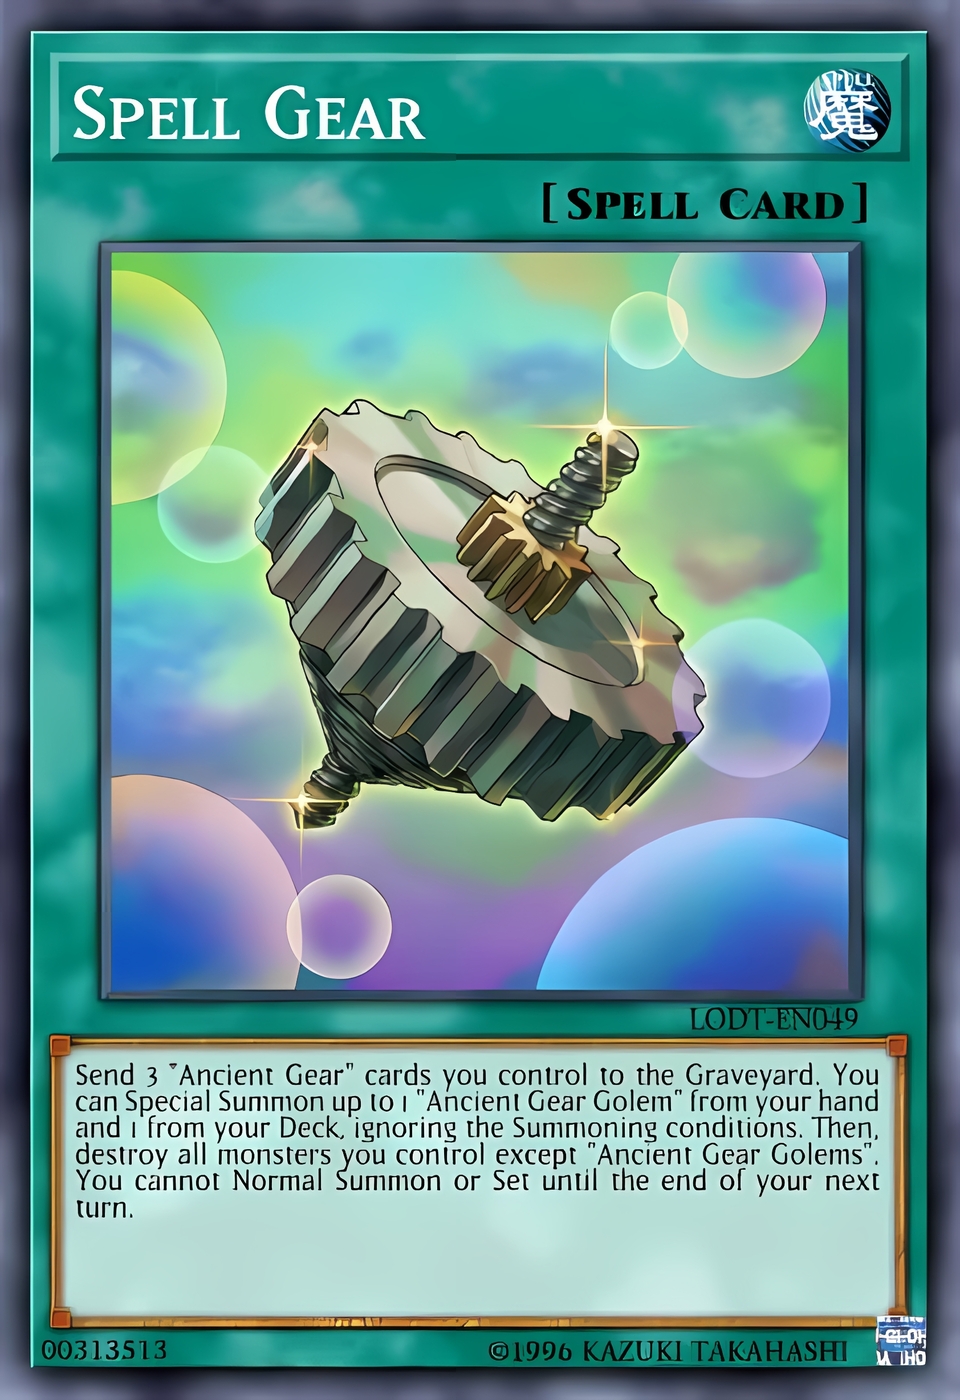 SPELL GEAR
魔
[SPELL CARD]
LODT-EN049
Send 3 "Ancient Gear" cards you control to the Graveyard. You
can Special Summon up to 1 "Ancient Gear Golem" from your hand
and 1 from your Deck, ignoring the Summoning conditions. Then,
destroy all monsters you control except "Ancient Gear Golems".
You cannot Normal Summon or Set until the end of your next
turn.
00313513
©1996 KAZUKI TAKAHASHI